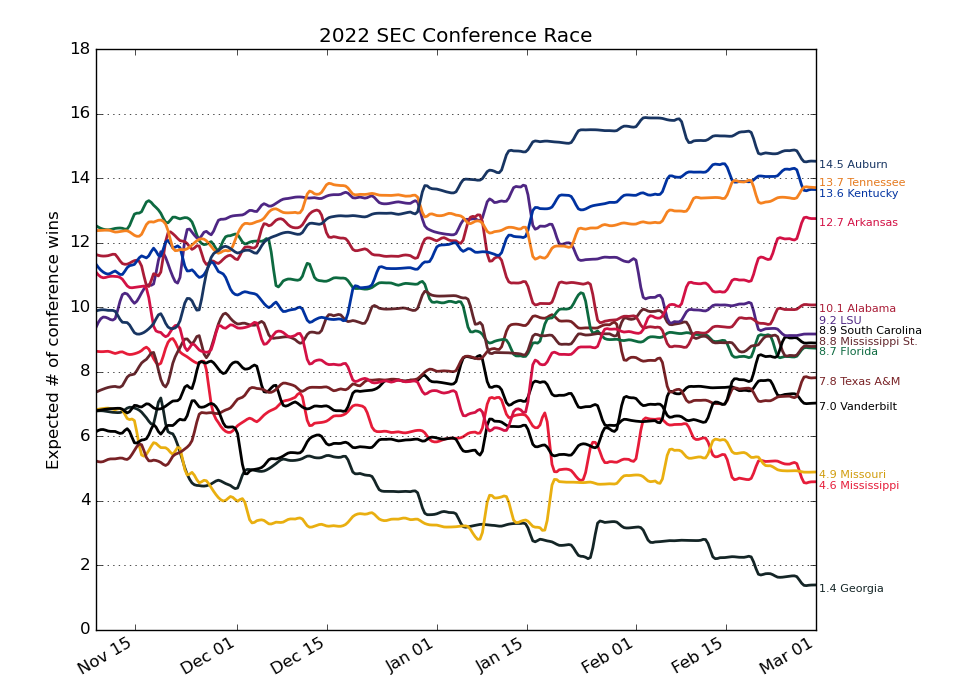 2022 SEC Conference Race
Expected # of conference wins
18
16
14
12
10
8
6
4
2
0
14.5 Auburn
13.7 Tennessee
13.6 Kentucky
12.7 Arkansas
10.1 Alabama
9.2 LSU
8.9 South Carolina
8.8 Mississippi St.
8.7 Florida
7.8 Texas A&M
7.0 Vanderbilt
4.9 Missouri
4.6 Mississippi
1.4 Georgia
Nov 15
Dec 01
Dec 15
Jan 01
Jan 15
Feb 01
Feb 15
Mar 01